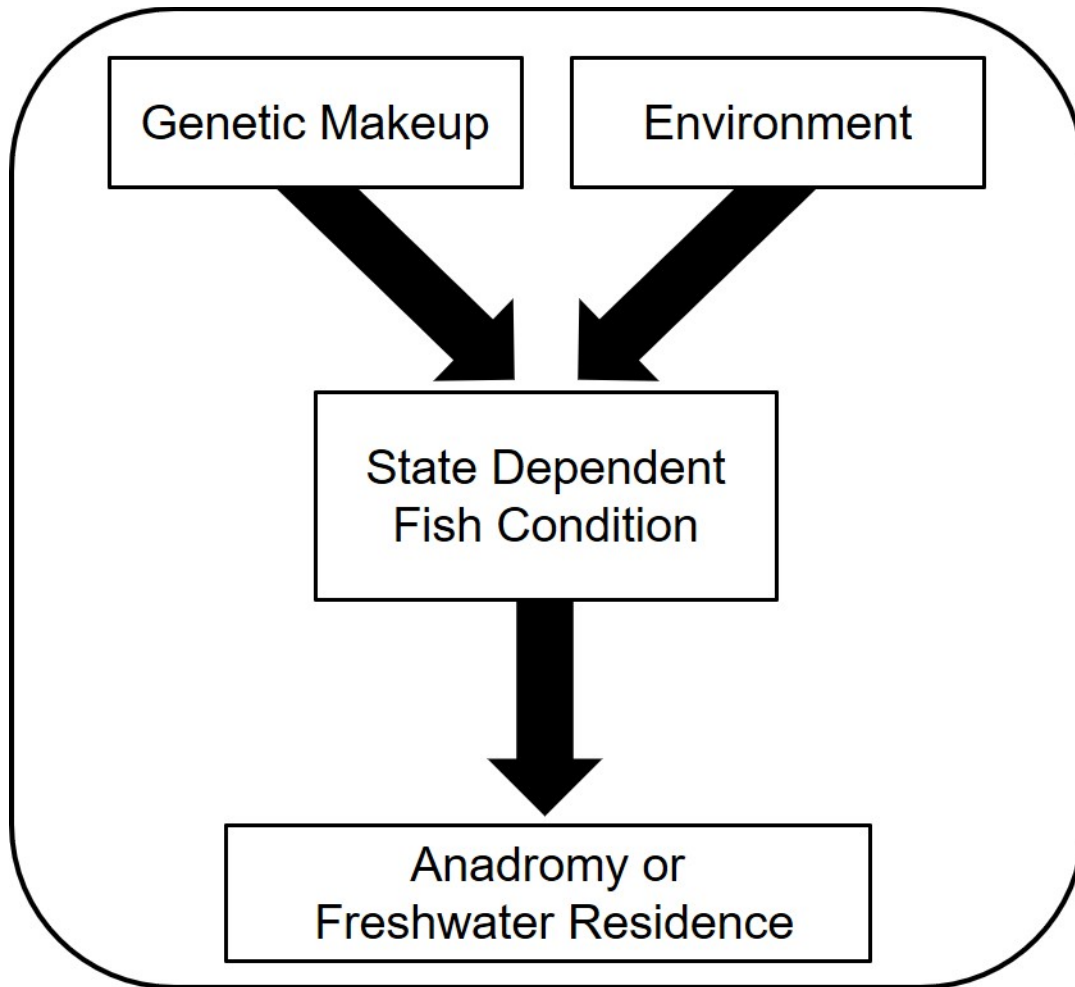 Genetic Makeup
Environment
State Dependent
Fish Condition
Anadromy or
Freshwater Residence